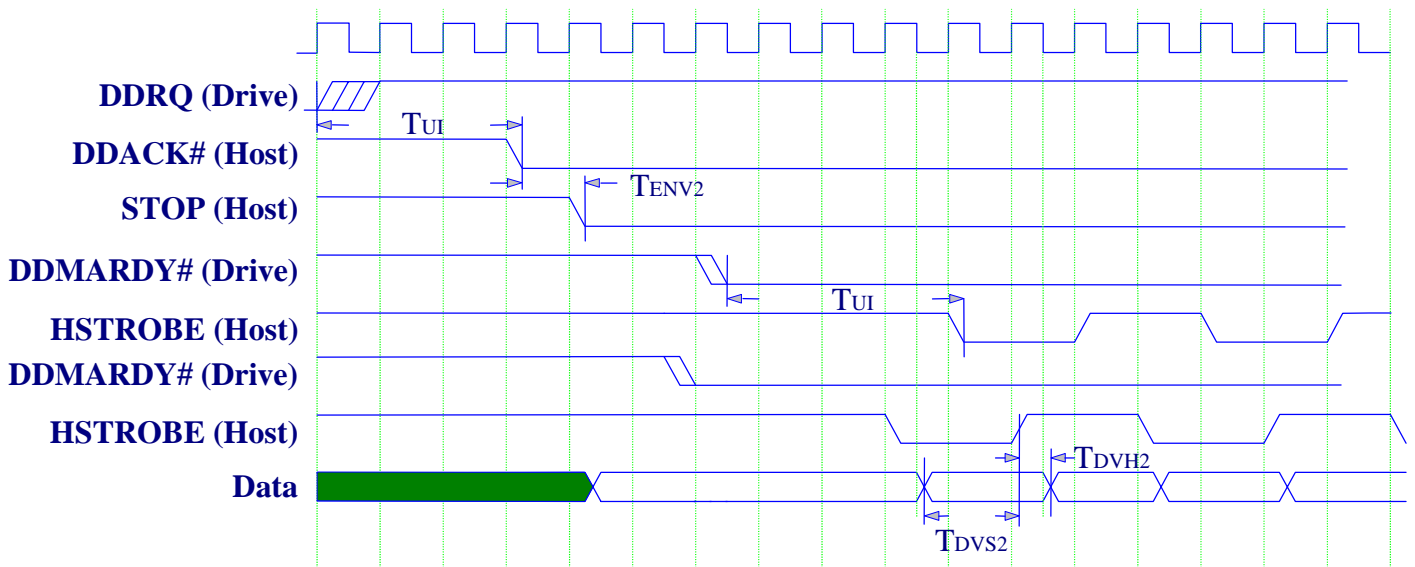 DDRQ (Drive)
TUI
DDACK# (Host)
TENV2
STOP (Host)
DDMARDY# (Drive)
TUI
HSTROBE (Host)
DDMARDY# (Drive)
HSTROBE (Host)
TDVH2
Data
TDVS2